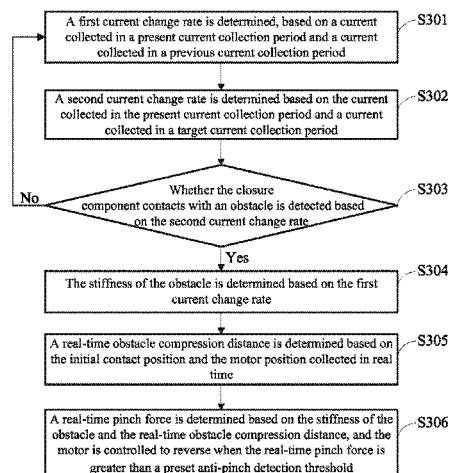 A first current change rate is determined, based on a current
collected in a present current collection period and a current
collected in a previous current collection period
S301
A second current change rate is determined based on the current
collected in the present current collection period and a current
collected in a target current collection period
S302
Whether the closure
component contacts with an obstacle is detected based
on the second current change rate
S303
No
Yes
The stiffness of the obstacle is determined based on the first
current change rate
S304
A real-time obstacle compression distance is determined based on
the initial contact position and the motor position collected in real
time
S305
A real-time pinch force is determined based on the stiffness of the
obstacle and the real-time obstacle compression distance, and the
motor is controlled to reverse when the real-time pinch force is
greater than a preset anti-pinch detection threshold
S306